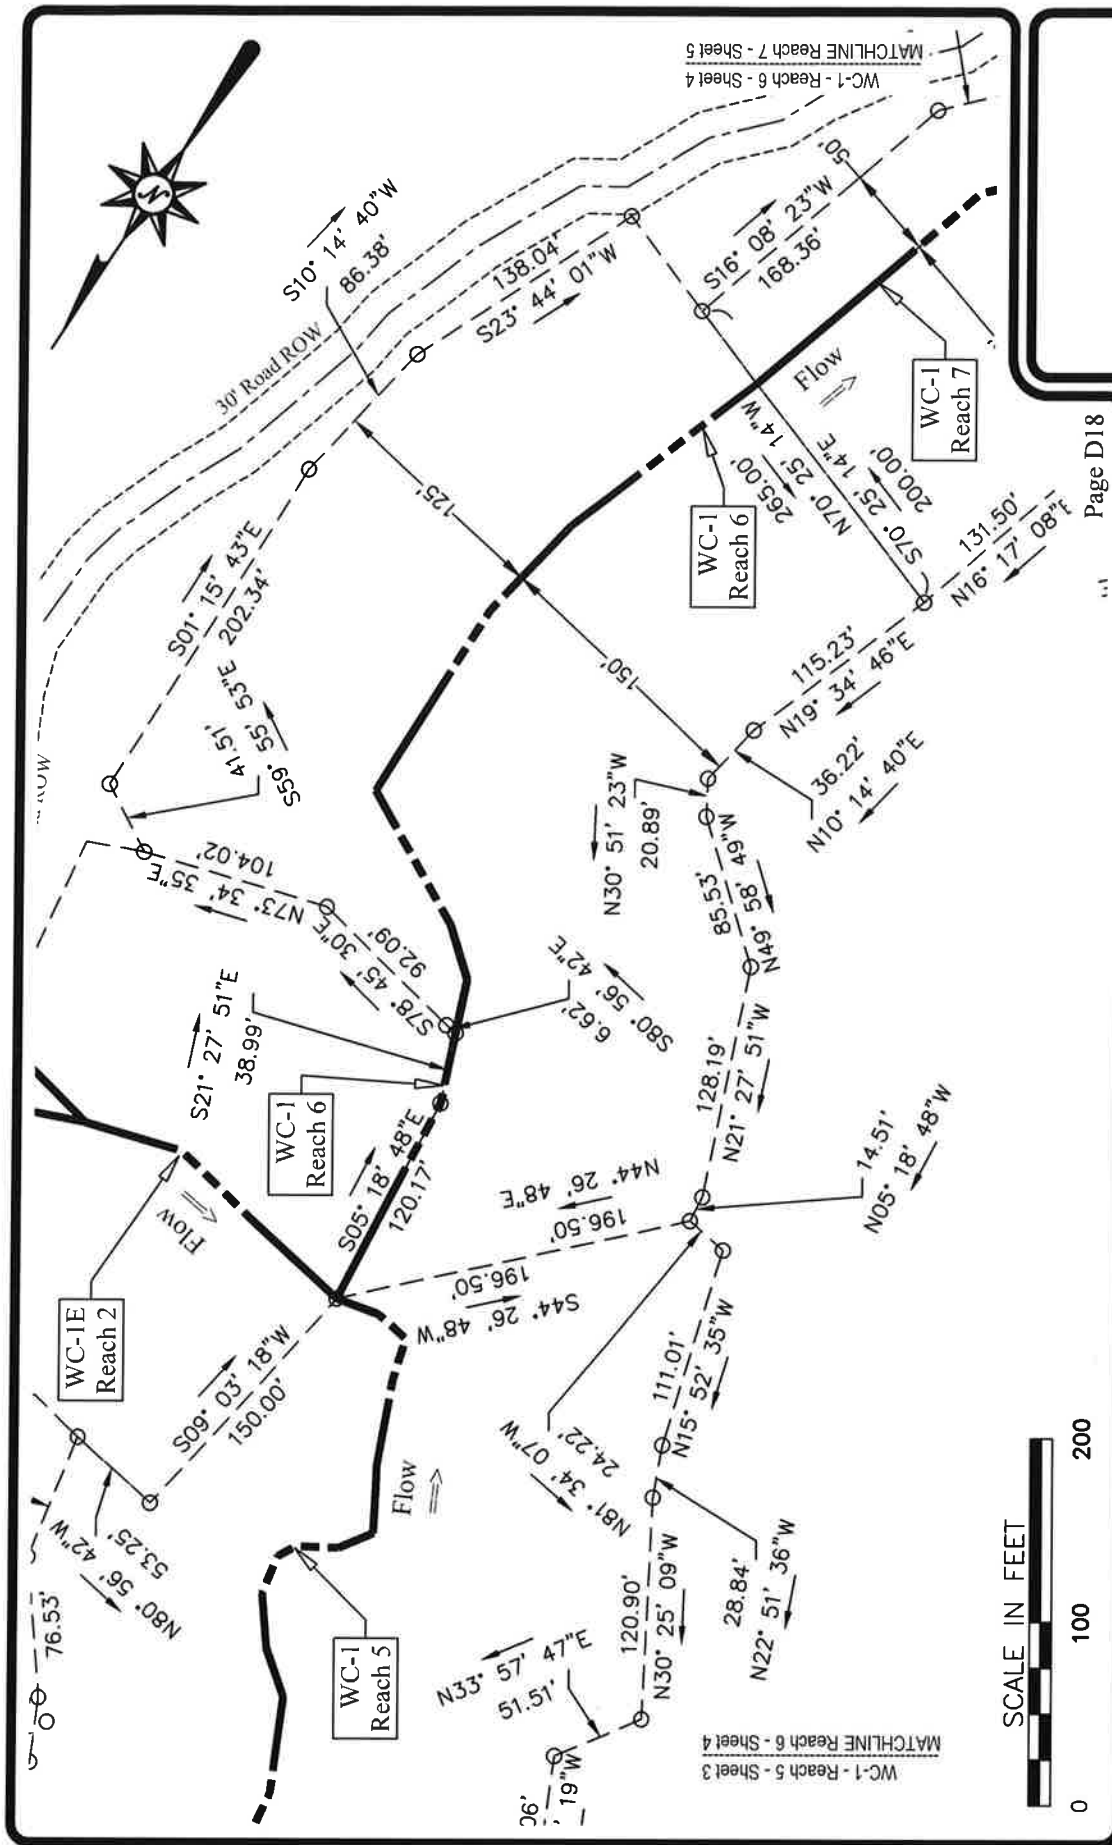 WC-1 - Reach 6 - Sheet 4
MATCHLINE Reach 7 - Sheet 5
30' Road ROW
ROW
S10° 14' 40"W
86.38'
138.04'
S23° 44' 01"W
S16° 08' 23"W
168.36'
50'
S01° 15' 43"E
202.34'
125'
Flow
WC-1
Reach 7
N70° 25' 14"W
265.00'
S70° 25' 14"E
200.00'
WC-1
Reach 6
131.50'
N16° 17' 08"E
Page D18
S59° 55' 53"E
41.51'
150'
115.23'
N19° 34' 46"E
N73° 34' 35"E
104.02'
36.22'
N10° 14' 40"E
N30° 51' 23"W
20.89'
S78° 45' 30"E
92.09'
85.53'
N49° 58' 49"W
S21° 27' 51"E
38.99'
S80° 56' 42"E
6.62'
WC-1
Reach 6
128.19'
N21° 27' 51"W
S05° 18' 48"E
120.17'
Flow
N44° 26' 48"E
196.50'
14.51'
N05° 18' 48"W
WC-1E
Reach 2
196.50'
S44° 26' 48"W
S09° 03' 18"W
150.00'
111.01'
N15° 52' 35"W
N81° 34' 07"W
24.22'
N80° 56' 42"W
53.25'
Flow
76.53'
WC-1
Reach 5
28.84'
N22° 51' 36"W
120.90'
N30° 25' 09"W
N33° 57' 47"E
51.51'
06'
' 19"W
WC-1 - Reach 5 - Sheet 3
MATCHLINE Reach 6 - Sheet 4
SCALE IN FEET
0 100 200